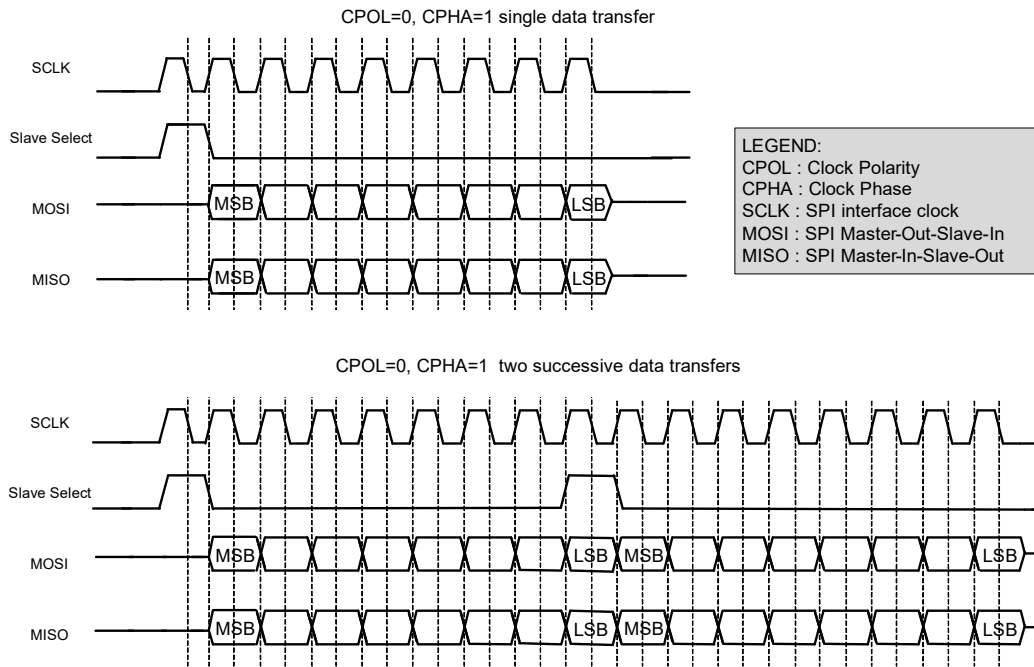 CPOL=0, CPHA=1 single data transfer
SCLK
Slave Select
MOSI
MSB
LSB
MISO
MSB
LSB
LEGEND:
CPOL : Clock Polarity
CPHA : Clock Phase
SCLK : SPI interface clock
MOSI : SPI Master-Out-Slave-In
MISO : SPI Master-In-Slave-Out
CPOL=0, CPHA=1  two successive data transfers
SCLK
Slave Select
MOSI
MSB
LSB
MSB
LSB
MISO
MSB
LSB
MSB
LSB